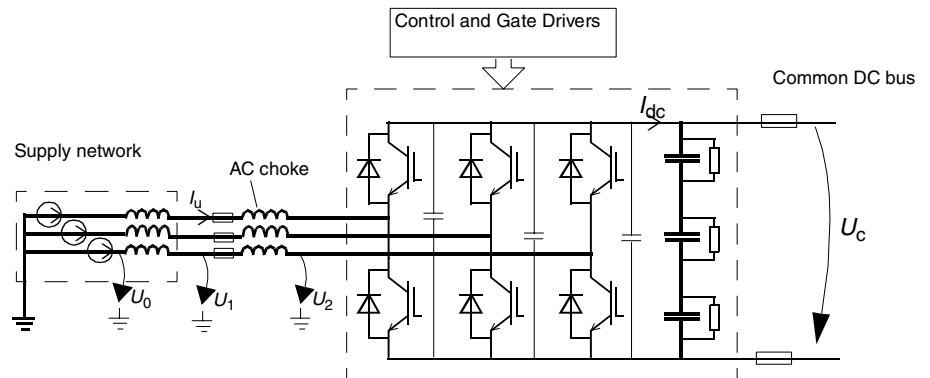 Control and Gate Drivers
Common DC bus
Idc
Supply network
AC choke
Iu
Uc
U0
U1
U2